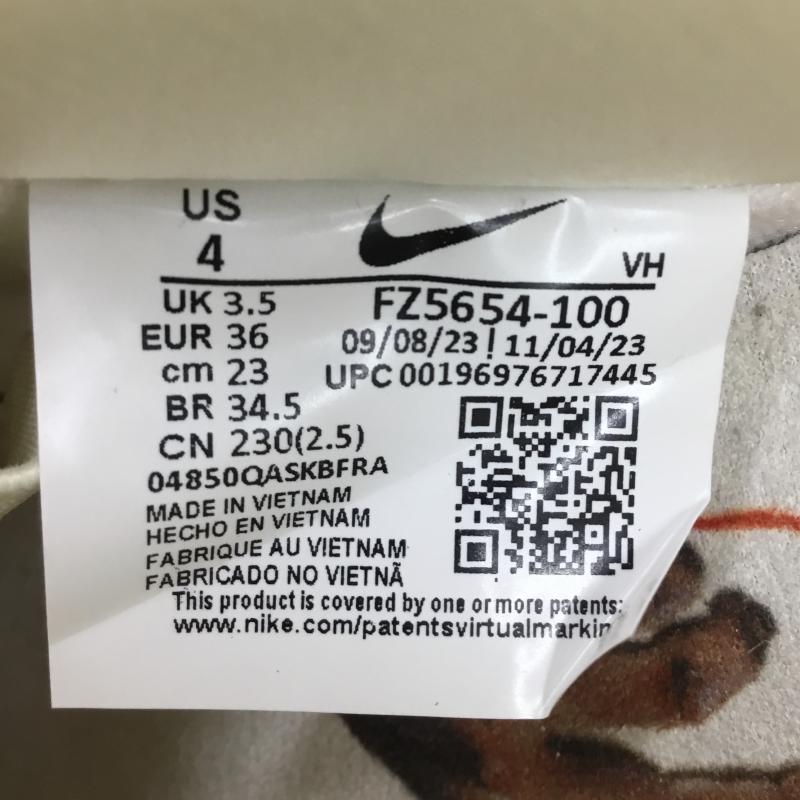 US
4
VH
UK 3.5
EUR 36
cm 23
BR 34.5
CN 230(2.5)
FZ5654-100
09/08/23 | 11/04/23
UPC 00196976717445
04850QASKBFRA
MADE IN VIETNAM
HECHO EN VIETNAM
FABRIQUE AU VIETNAM
FABRICADO NO VIETNÃ
This product is covered by one or more patents:
www.nike.com/patentsvirtualmarkin